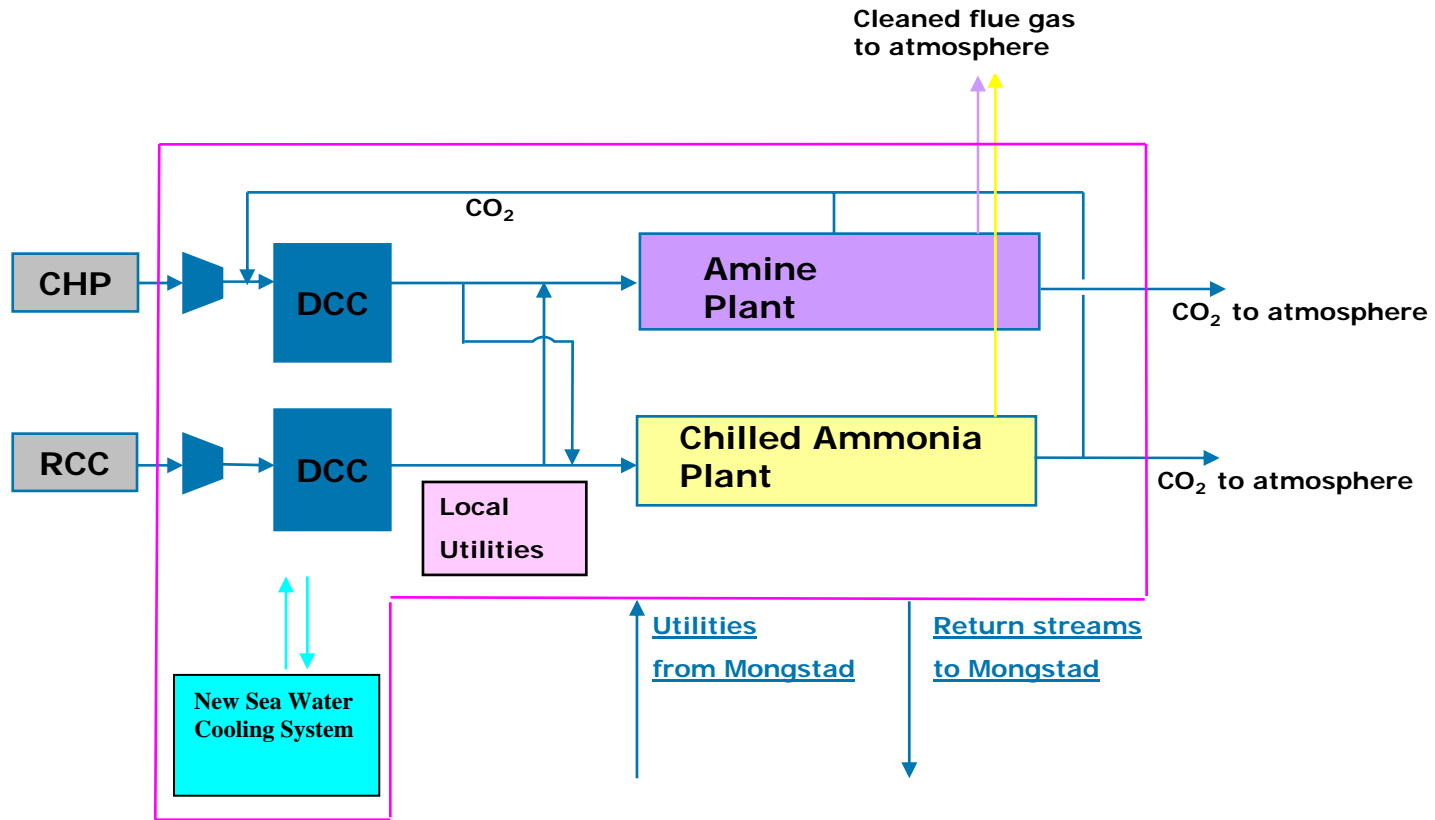 Cleaned flue gas
to atmosphere
CO₂
CHP
DCC
Amine
Plant
CO₂ to atmosphere
RCC
DCC
Chilled Ammonia
Plant
CO₂ to atmosphere
Local
Utilities
Utilities
from Mongstad
Return streams
to Mongstad
New Sea Water
Cooling System